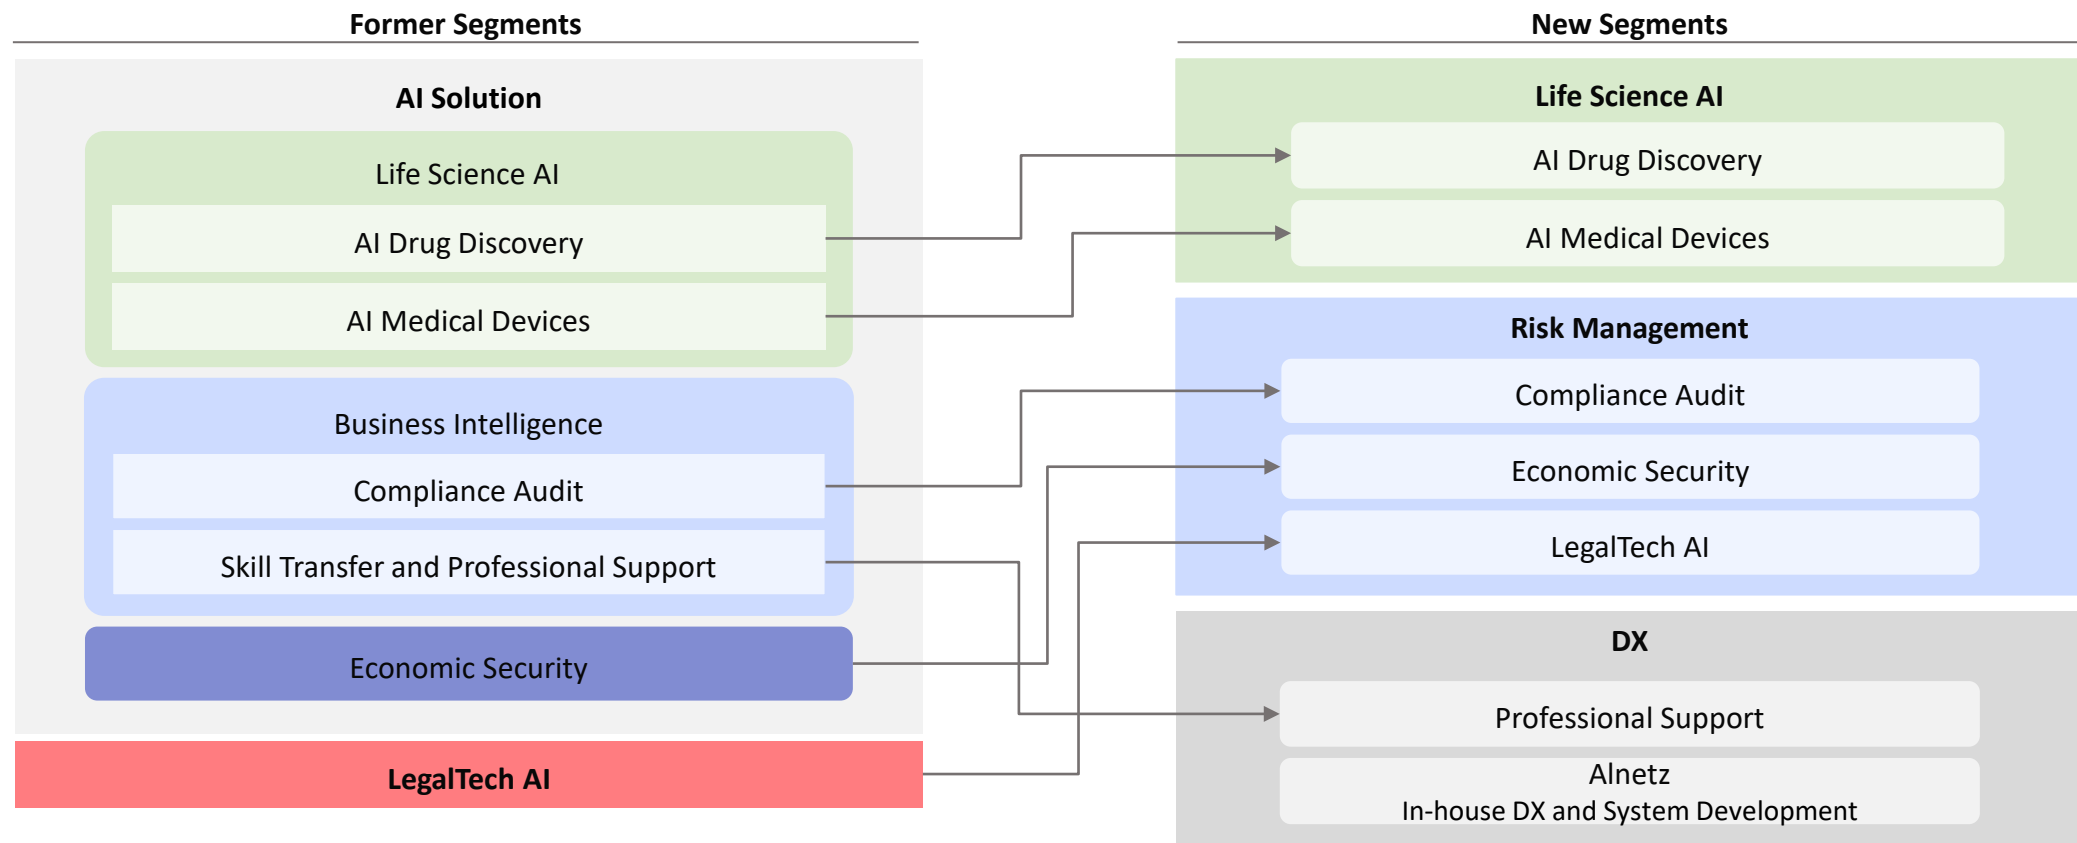 Former Segments
AI Solution
Life Science AI
AI Drug Discovery
AI Medical Devices
Business Intelligence
Compliance Audit
Skill Transfer and Professional Support
Economic Security
LegalTech AI
New Segments
Life Science AI
AI Drug Discovery
AI Medical Devices
Risk Management
Compliance Audit
Economic Security
LegalTech AI
DX
Professional Support
Alnetz
In-house DX and System Development